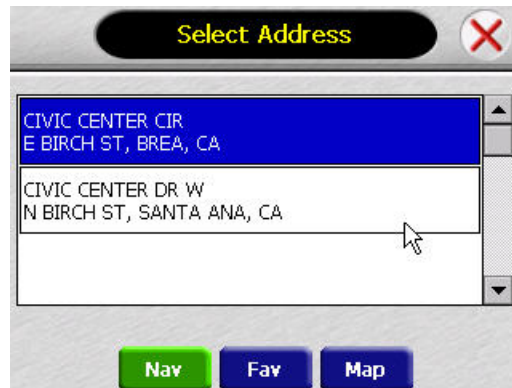 Select Address
CIVIC CENTER CIR
E BIRCH ST, BREA, CA
CIVIC CENTER DR W
N BIRCH ST, SANTA ANA, CA
Nav Fav Map